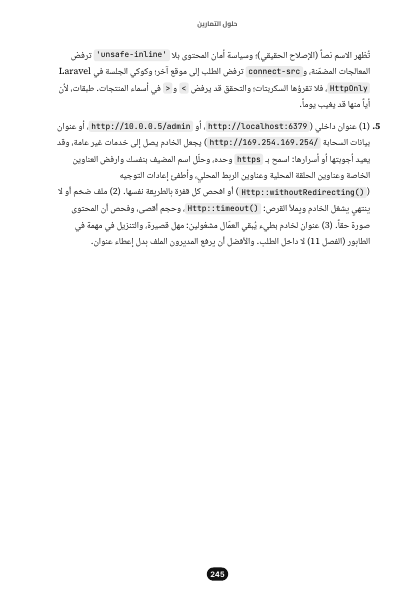 حلول التمارين
تُظهر الاسم نصاً (الإصلاح الحقيقي)؛ وسياسة أمان المحتوى بلا 'unsafe-inline' ترفض
المعالجات المضمّنة، و connect-src ترفض الطلب إلى موقع آخر؛ وكوكي الجلسة في Laravel
HttpOnly، فلا تقرؤها السكربتات؛ والتحقق قد يرفض < و > في أسماء المنتجات. طبقات، لأن
أياً منها قد يغيب يوماً.
5. (1) عنوان داخلي (http://localhost:6379، أو http://10.0.0.5/admin، أو عنوان
بيانات السحابة http://169.254.169.254/) يجعل الخادم يصل إلى خدمات غير عامة، وقد
يعيد أجوبتها أو أسرارها؛ اسمح بـ https وحده، وحلّل اسم المضيف بنفسك وارفض العناوين
الخاصة وعناوين الحلقة المحلية وعناوين الربط المحلي، وأطفئ إعادات التوجيه
(Http::withoutRedirecting()) أو افحص كل قفزة بالطريقة نفسها. (2) ملف ضخم أو لا
ينتهي يشغل الخادم ويملأ القرص؛ Http::timeout()، وحجم أقصى، وفحص أن المحتوى
صورة حقاً. (3) عنوان لخادم بطيء يُبقي العمّال مشغولين؛ مهل قصيرة، والتنزيل في مهمة في
الطابور (الفصل 11) لا داخل الطلب. والأفضل أن يرفع المديرون الملف بدل إعطاء عنوان.
245